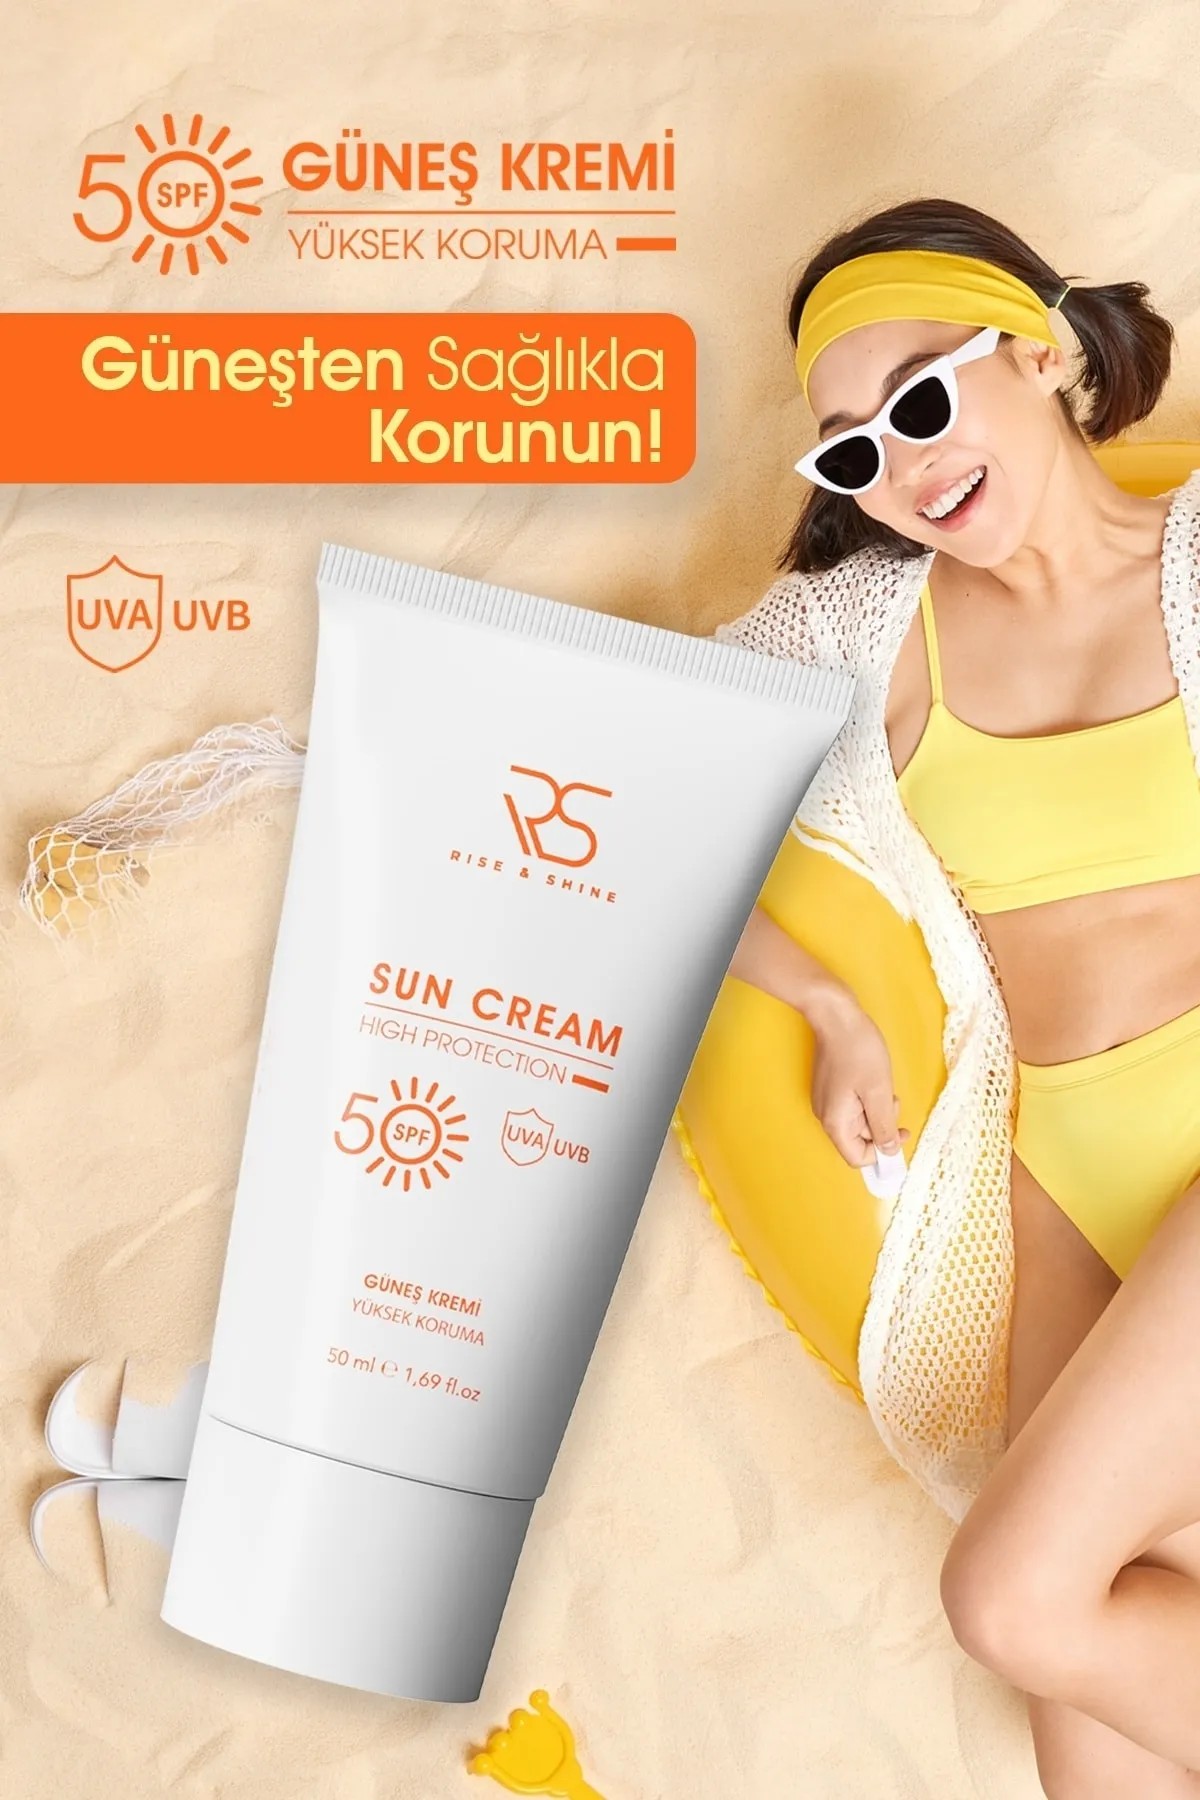 50 SPF
GÜNEŞ KREMİ
YÜKSEK KORUMA
Güneşten Sağlıkla
Korunun!
UVA UVB
RS
RISE & SHINE
SUN CREAM
HIGH PROTECTION
50 SPF
UVA UVB
GÜNEŞ KREMİ
YÜKSEK KORUMA
50 ml ℮ 1,69 fl.oz